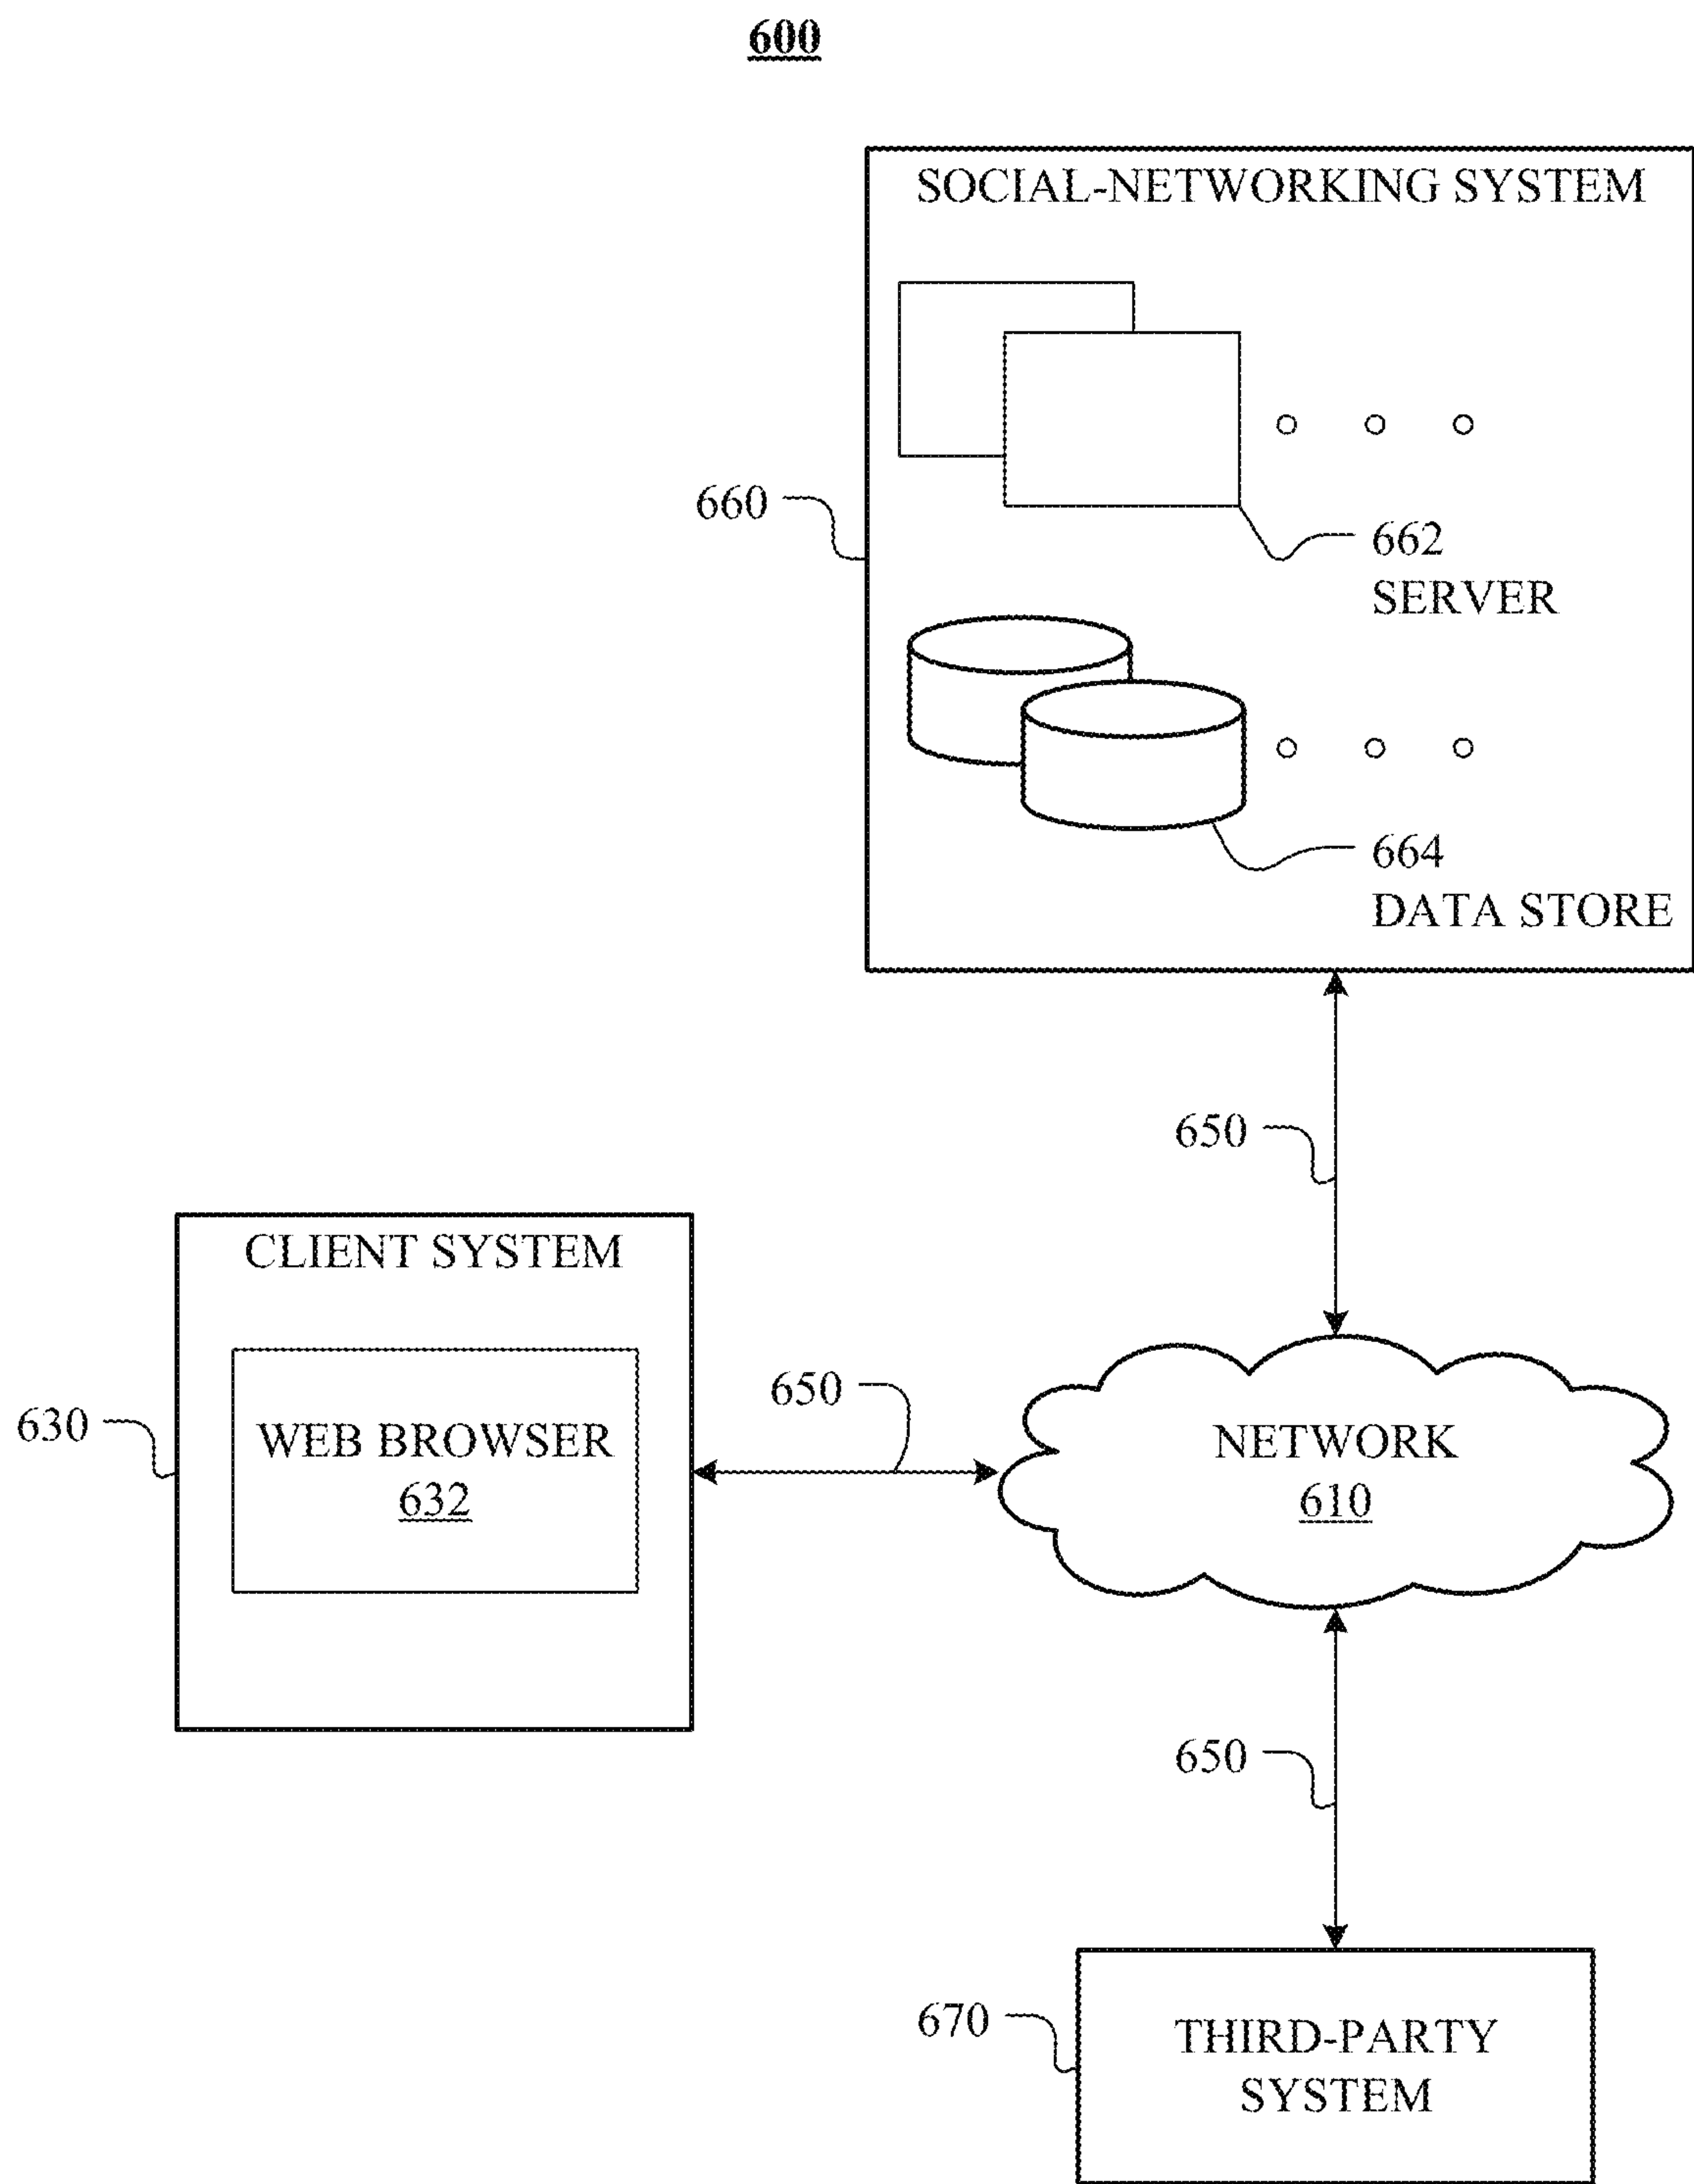 600
SOCIAL-NETWORKING SYSTEM
660
662
SERVER
664
DATA STORE
650
CLIENT SYSTEM
630
WEB BROWSER
632
650
NETWORK
610
650
670
THIRD-PARTY
SYSTEM